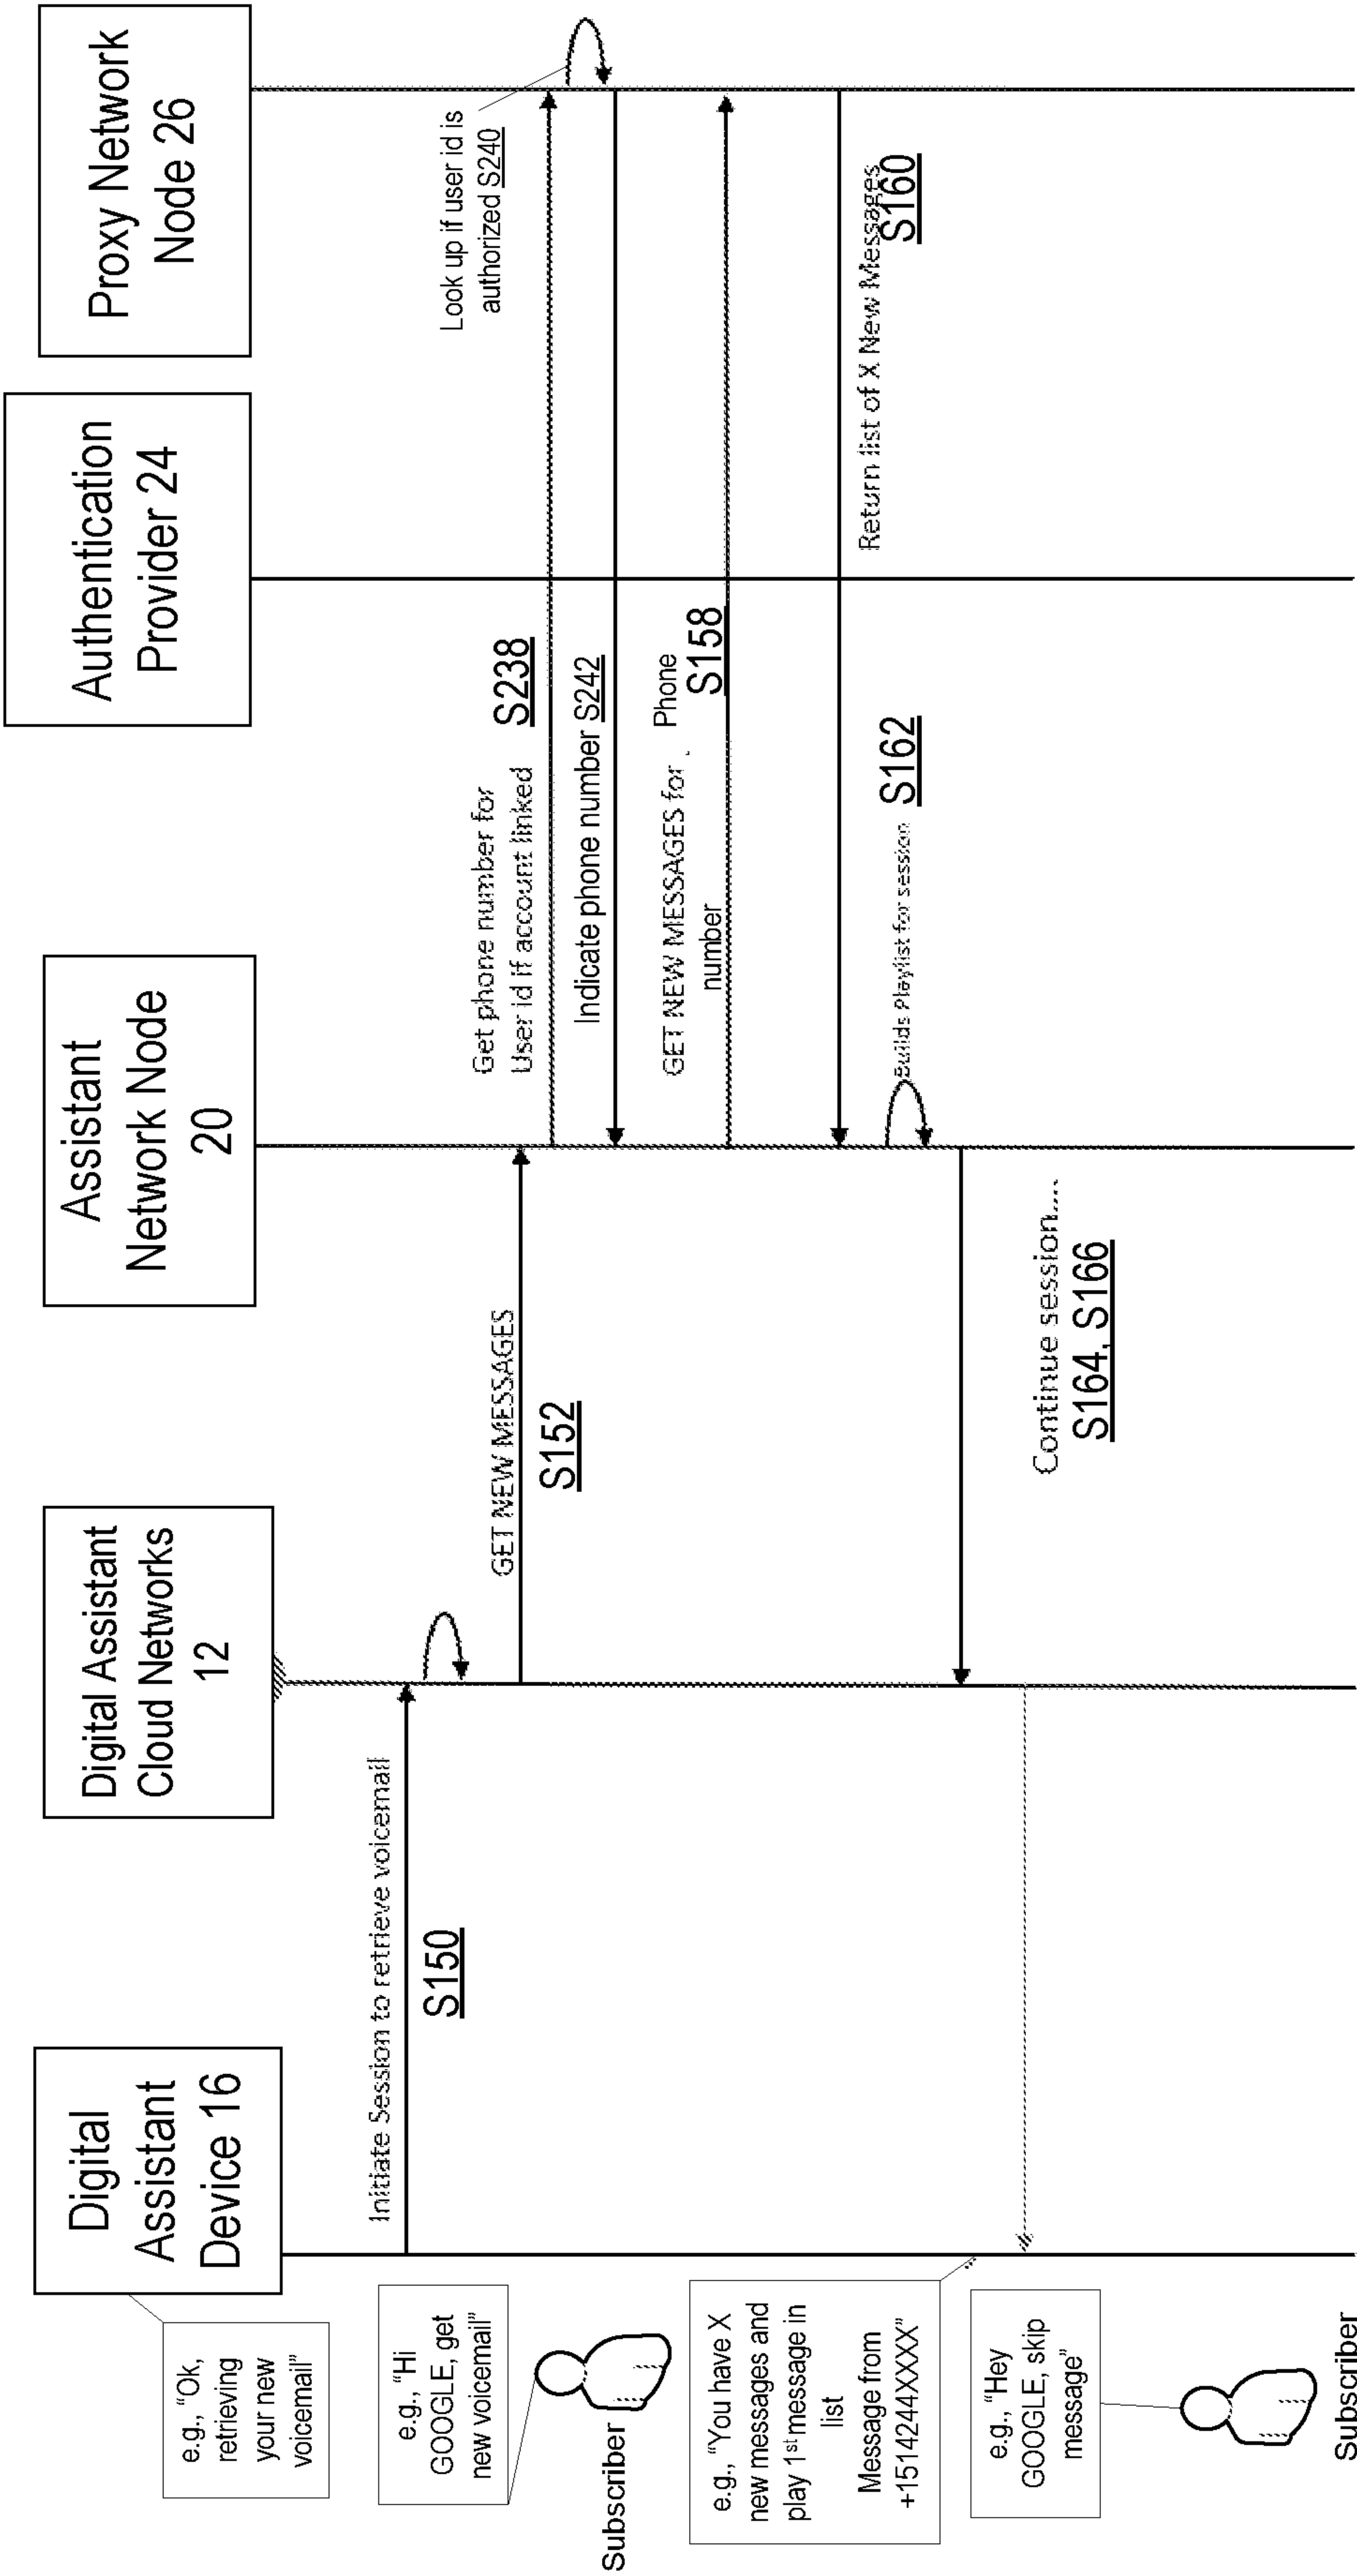 Digital
Assistant
Device 16
Digital Assistant
Cloud Networks
12
Assistant
Network Node
20
Authentication
Provider 24
Proxy Network
Node 26
e.g., “Ok,
retrieving
your new
voicemail”
e.g., “Hi
GOOGLE, get
new voicemail”
Subscriber
Initiate Session to retrieve voicemail
S150
GET NEW MESSAGES
S152
Get phone number for
User id if account linked
S238
Look up if user id is
authorized S240
Indicate phone number S242
GET NEW MESSAGES for
Phone
number
S158
Return list of X New Messages
S160
Builds Playlist for session
S162
Continue session....
S164, S166
e.g., “You have X
new messages and
play 1st message in
list
Message from
+1514244XXXX”
e.g., “Hey
GOOGLE, skip
message”
Subscriber